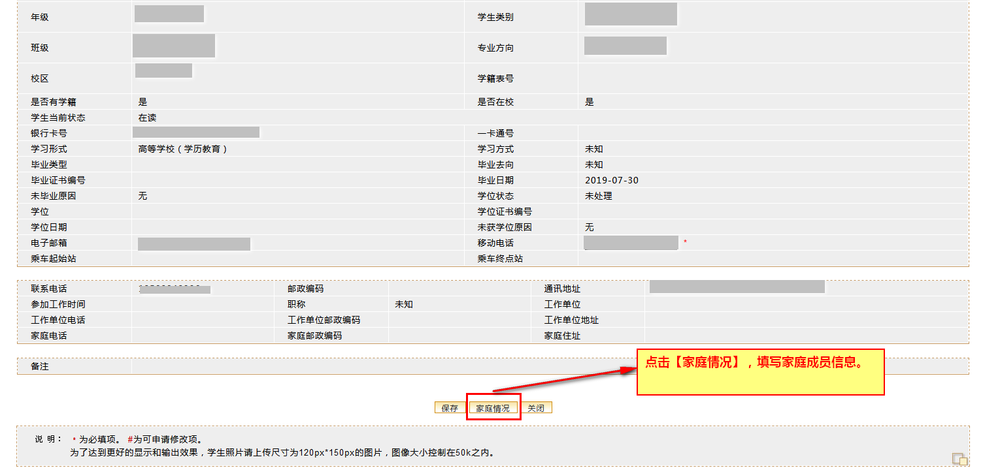 年级 学生类别
班级 专业方向
校区 学籍表号
是否有学籍 是 是否在校 是
学生当前状态 在读
银行卡号 一卡通号
学习形式 高等学校（学历教育） 学习方式 未知
毕业类型 毕业去向 未知
毕业证书编号 毕业日期 2019-07-30
未毕业原因 无 学位状态 未处理
学位 学位证书编号
学位日期 未获学位原因 无
电子邮箱 移动电话 *
乘车起始站 乘车终点站
联系电话 邮政编码 通讯地址
参加工作时间 职称 未知 工作单位
工作单位电话 工作单位邮政编码 工作单位地址
家庭电话 家庭邮政编码 家庭住址
备注
点击【家庭情况】，填写家庭成员信息。
保存 家庭情况 关闭
说 明： *为必填项。 #为可申请修改项。
为了达到更好的显示和输出效果，学生照片请上传尺寸为120px*150px的图片，图像大小控制在50k之内。